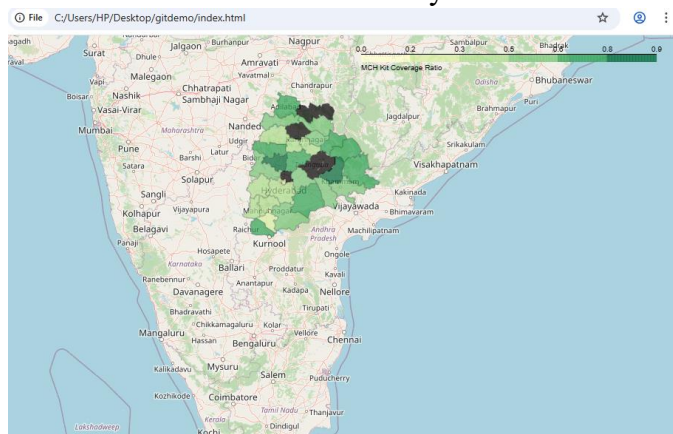 y
File C:/Users/HP/Desktop/gitdemo/index.html
0.0 0.2 0.3 0.5 0.6 0.8 0.9
MCH Kit Coverage Ratio
Surat
Jalgaon
Burhanpur
Nagpur
Sambalpur
Bhadrak
Dhule
Amravati
Wardha
Malegaon
Yavatmal
Vapi
Nashik
Chhatrapati
Sambhaji Nagar
Chandrapur
Odisha
Bhubaneswar
Boisar
Vasai-Virar
Puri
Brahmapur
Jagdalpur
Mumbai
Maharashtra
Nanded
Udgir
Srikakulam
Pune
Latur
Satara
Barshi
Visakhapatnam
Solapur
Sangli
Hyderabad
Kakinada
Kolhapur
Vijayapura
Vijayawada
Bhimavaram
Belagavi
Raichur
Andhra
Pradesh
Machilipatnam
Panaji
Kurnool
Hosapete
Ongole
Karnataka
Ballari
Proddatur
Kavali
Ranebennur
Anantapur
Kadapa
Nellore
Davanagere
Bhadravathi
Tirupati
Chikkamagaluru
Kolar
Mangaluru
Hassan
Bengaluru
Vellore
Chennai
Kalikadavu
Mysuru
Salem
Puducherry
Kozhikode
Coimbatore
Tamil Nadu
Thanjavur
Lakshadweep
Kerala
Dindigul
Kochi